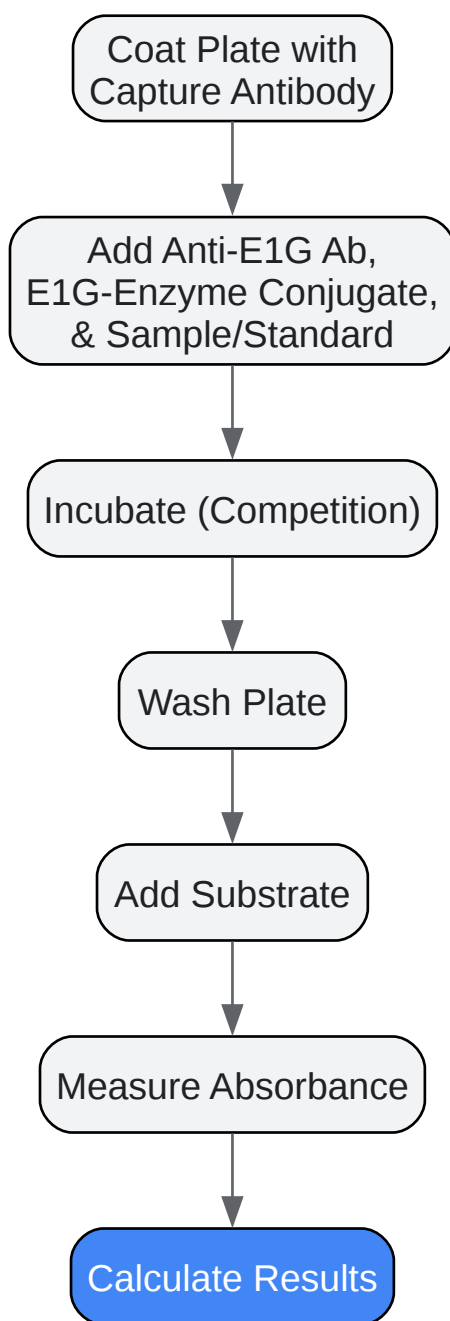 Coat Plate with
Capture Antibody
Add Anti-E1G Ab,
E1G-Enzyme Conjugate,
& Sample/Standard
Incubate (Competition)
Wash Plate
Add Substrate
Measure Absorbance
Calculate Results